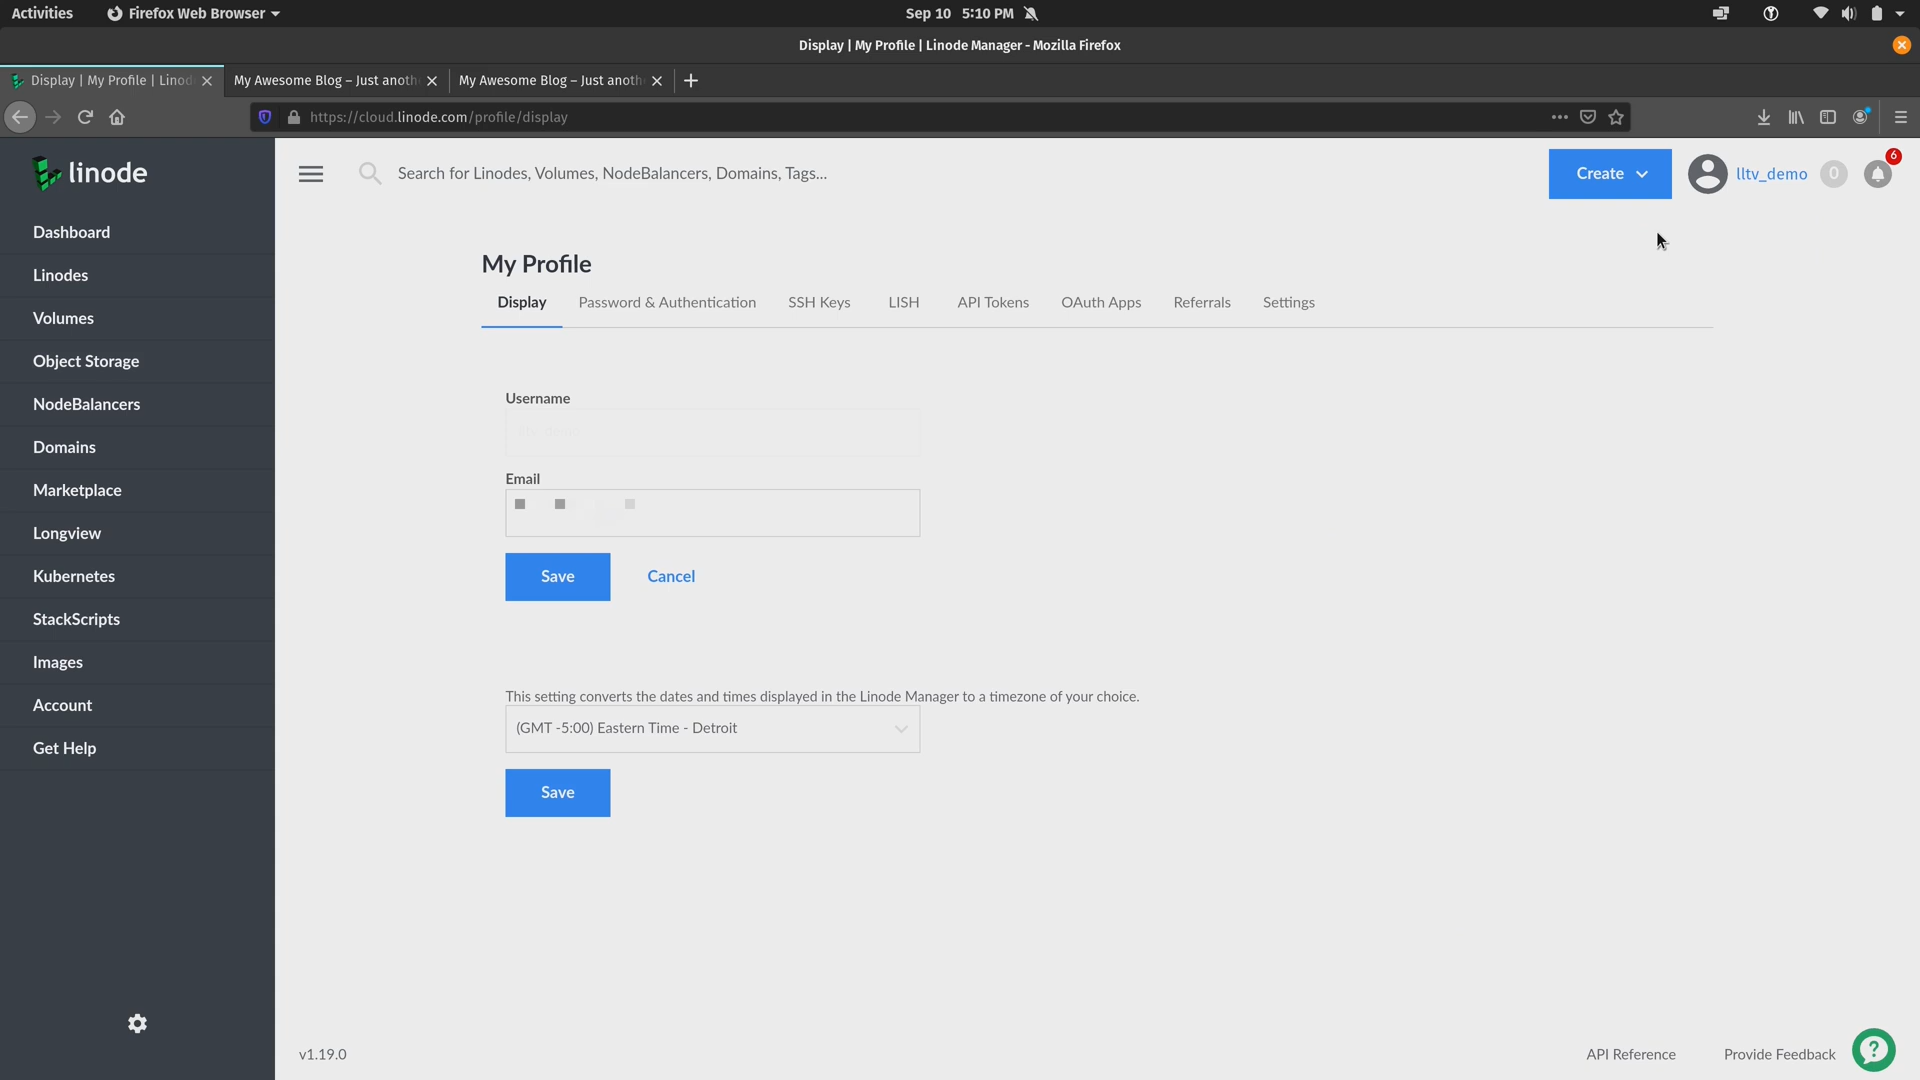 Activities
Firefox Web Browser
Sep 10 5:10 PM
Display | My Profile | Linode Manager - Mozilla Firefox
Display | My Profile | Linod
My Awesome Blog – Just anoth
My Awesome Blog – Just anoth
https://cloud.linode.com/profile/display
linode
Search for Linodes, Volumes, NodeBalancers, Domains, Tags...
Create
lltv_demo
0
6
Dashboard
Linodes
Volumes
Object Storage
NodeBalancers
Domains
Marketplace
Longview
Kubernetes
StackScripts
Images
Account
Get Help
My Profile
Display
Password & Authentication
SSH Keys
LISH
API Tokens
OAuth Apps
Referrals
Settings
Username
Email
Save
Cancel
This setting converts the dates and times displayed in the Linode Manager to a timezone of your choice.
(GMT -5:00) Eastern Time - Detroit
Save
v1.19.0
API Reference
Provide Feedback